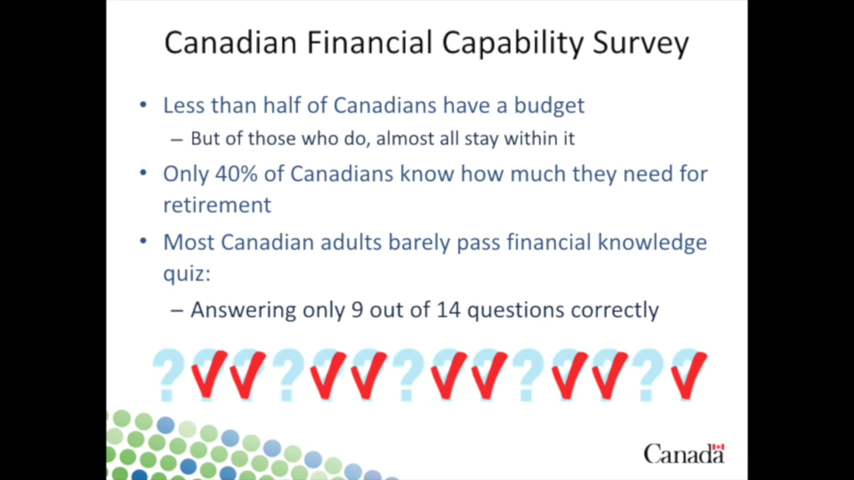 Canadian Financial Capability Survey
• Less than half of Canadians have a budget
– But of those who do, almost all stay within it
• Only 40% of Canadians know how much they need for
retirement
• Most Canadian adults barely pass financial knowledge
quiz:
– Answering only 9 out of 14 questions correctly
? ? ? ? ? ? ? ? ? ? ? ? ? ?
Canada